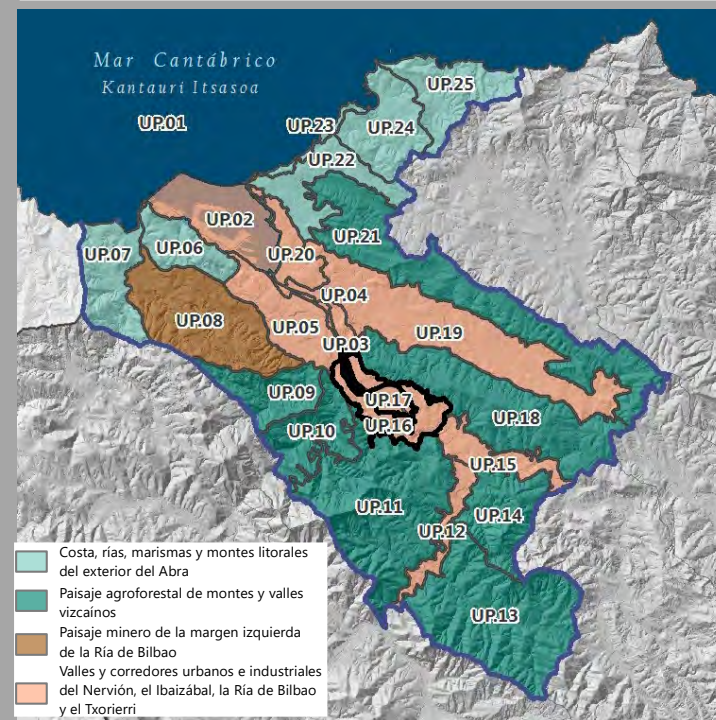 Mar Cantábrico
Kantauri Itsasoa
UP.25
UP.01
UP.23
UP.24
UP.22
UP.02
UP.21
UP.07
UP.06
UP.20
UP.04
UP.08
UP.05
UP.19
UP.03
UP.09
UP.17
UP.18
UP.16
UP.10
UP.15
UP.11
UP.14
UP.12
UP.13
Costa, rías, marismas y montes litorales
del exterior del Abra
Paisaje agroforestal de montes y valles
vizcaínos
Paisaje minero de la margen izquierda
de la Ría de Bilbao
Valles y corredores urbanos e industriales
del Nervión, el Ibaizábal, la Ría de Bilbao
y el Txorierri